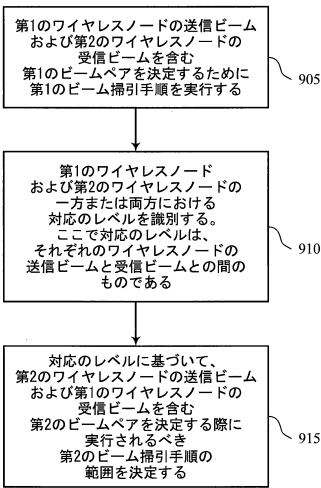 第1のワイヤレスノードの送信ビーム
および第2のワイヤレスノードの
受信ビームを含む
第1のビームペアを決定するために
第1のビーム掃引手順を実行する
905
第1のワイヤレスノード
および第2のワイヤレスノードの
一方または両方における
対応のレベルを識別する。
ここで対応のレベルは、
それぞれのワイヤレスノードの
送信ビームと受信ビームとの間の
ものである
910
対応のレベルに基づいて、
第2のワイヤレスノードの送信ビーム
および第1のワイヤレスノードの
受信ビームを含む
第2のビームペアを決定する際に
実行されるべき
第2のビーム掃引手順の
範囲を決定する
915